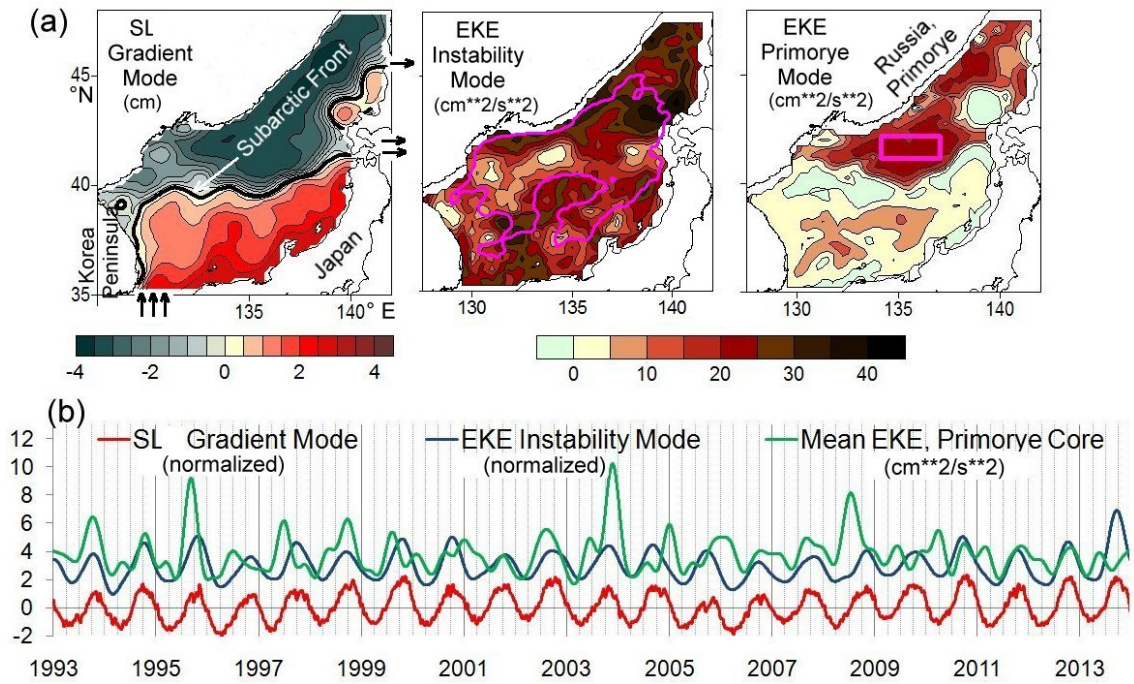 (a)
SL
Gradient
Mode
(cm)
Subarctic Front
Korea
Peninsula
Japan
45
°N
40
35
135
140
° E
EKE
Instability
Mode
(cm**2/s**2)
130
135
140
EKE
Primorye
Mode
(cm**2/s**2)
Russia,
Primorye
130
135
140
-4 -2 0 2 4
0 10 20 30 40
(b)
SL Gradient Mode
(normalized)
EKE Instability Mode
(normalized)
Mean EKE, Primorye Core
(cm**2/s**2)
12
10
8
6
4
2
0
-2
1993 1995 1997 1999 2001 2003 2005 2007 2009 2011 2013